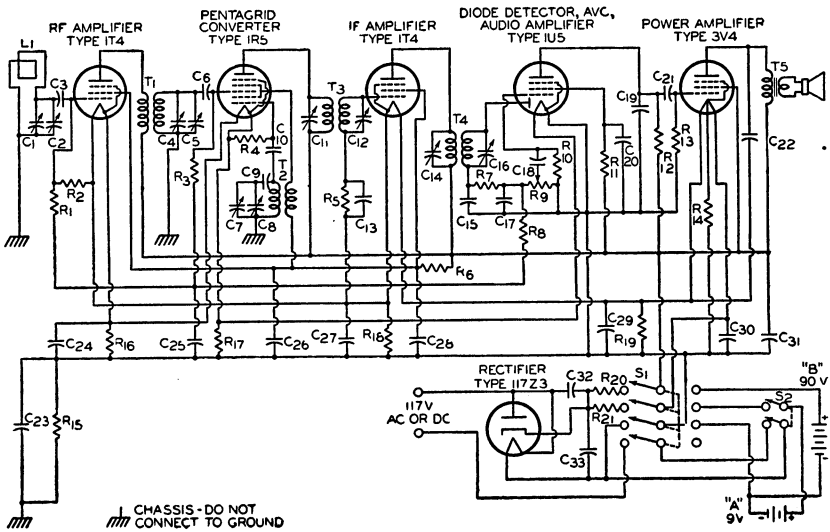 RF AMPLIFIER
TYPE 1T4
PENTAGRID
CONVERTER
TYPE 1R5
IF AMPLIFIER
TYPE 1T4
DIODE DETECTOR, AVC,
AUDIO AMPLIFIER
TYPE 1U5
POWER AMPLIFIER
TYPE 3V4
L1
C3
T1
C6
T3
T4
C19
C21
T5
C1
C2
C4
C5
R4
C10
C11
C12
C14
C16
C18
R10
R11
C20
R12
R13
C22
R2
R1
R3
C9
T2
C7
C8
R5
C13
R7
R9
C15
C17
R8
R14
R6
C24
R16
C25
R17
C26
C27
R18
C28
C29
R19
C30
C31
C23
R15
RECTIFIER
TYPE 117Z3
C32
R20
S1
117V
AC OR DC
R21
C33
S2
"B"
90 V
+
-
"A"
9V
-
+
CHASSIS - DO NOT
CONNECT TO GROUND